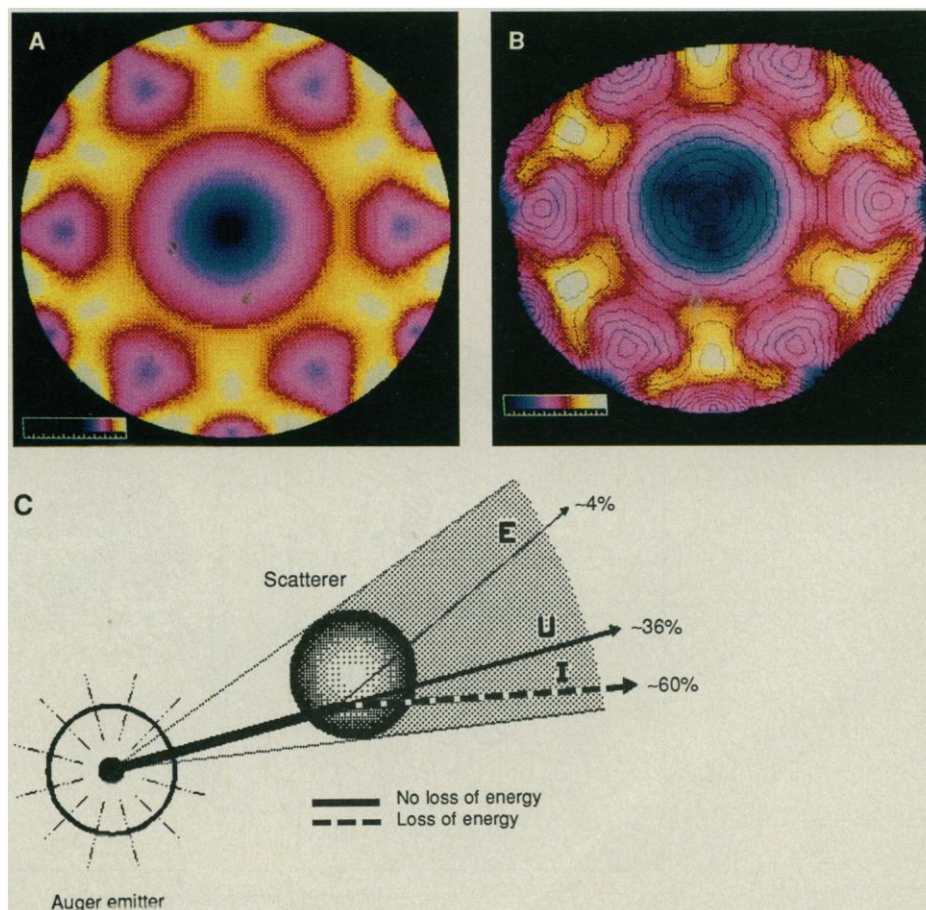 A
B
C
E
~4%
Scatterer
U
~36%
I
~60%
No loss of energy
Loss of energy
Auger emitter